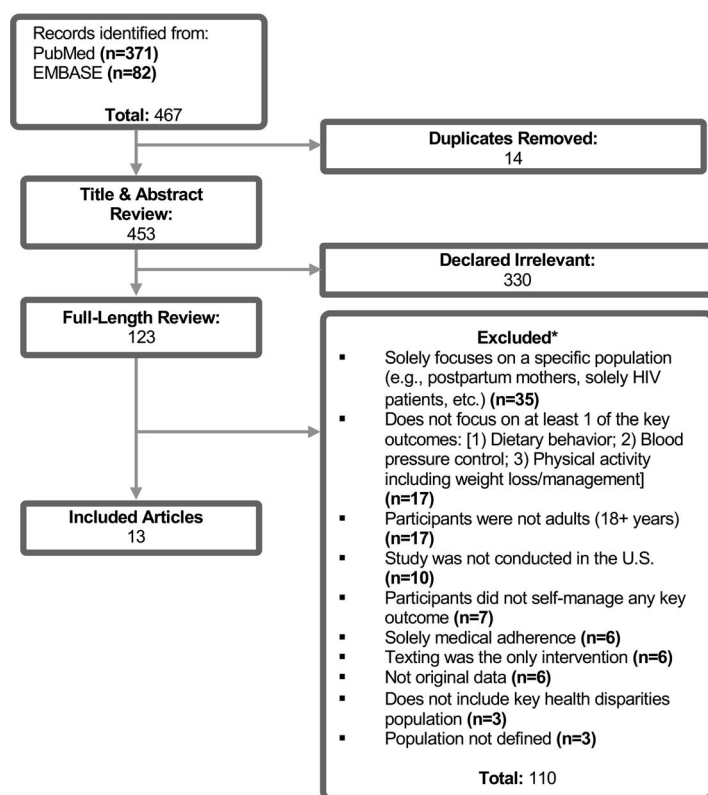 Records identified from:
PubMed (n=371)
EMBASE (n=82)
Total: 467
Duplicates Removed:
14
Title & Abstract
Review:
453
Declared Irrelevant:
330
Full-Length Review:
123
Excluded*
▪ Solely focuses on a specific population
(e.g., postpartum mothers, solely HIV
patients, etc.) (n=35)
▪ Does not focus on at least 1 of the key
outcomes: [1) Dietary behavior; 2) Blood
pressure control; 3) Physical activity
including weight loss/management]
(n=17)
▪ Participants were not adults (18+ years)
(n=17)
▪ Study was not conducted in the U.S.
(n=10)
▪ Participants did not self-manage any key
outcome (n=7)
▪ Solely medical adherence (n=6)
▪ Texting was the only intervention (n=6)
▪ Not original data (n=6)
▪ Does not include key health disparities
population (n=3)
▪ Population not defined (n=3)
Total: 110
Included Articles
13